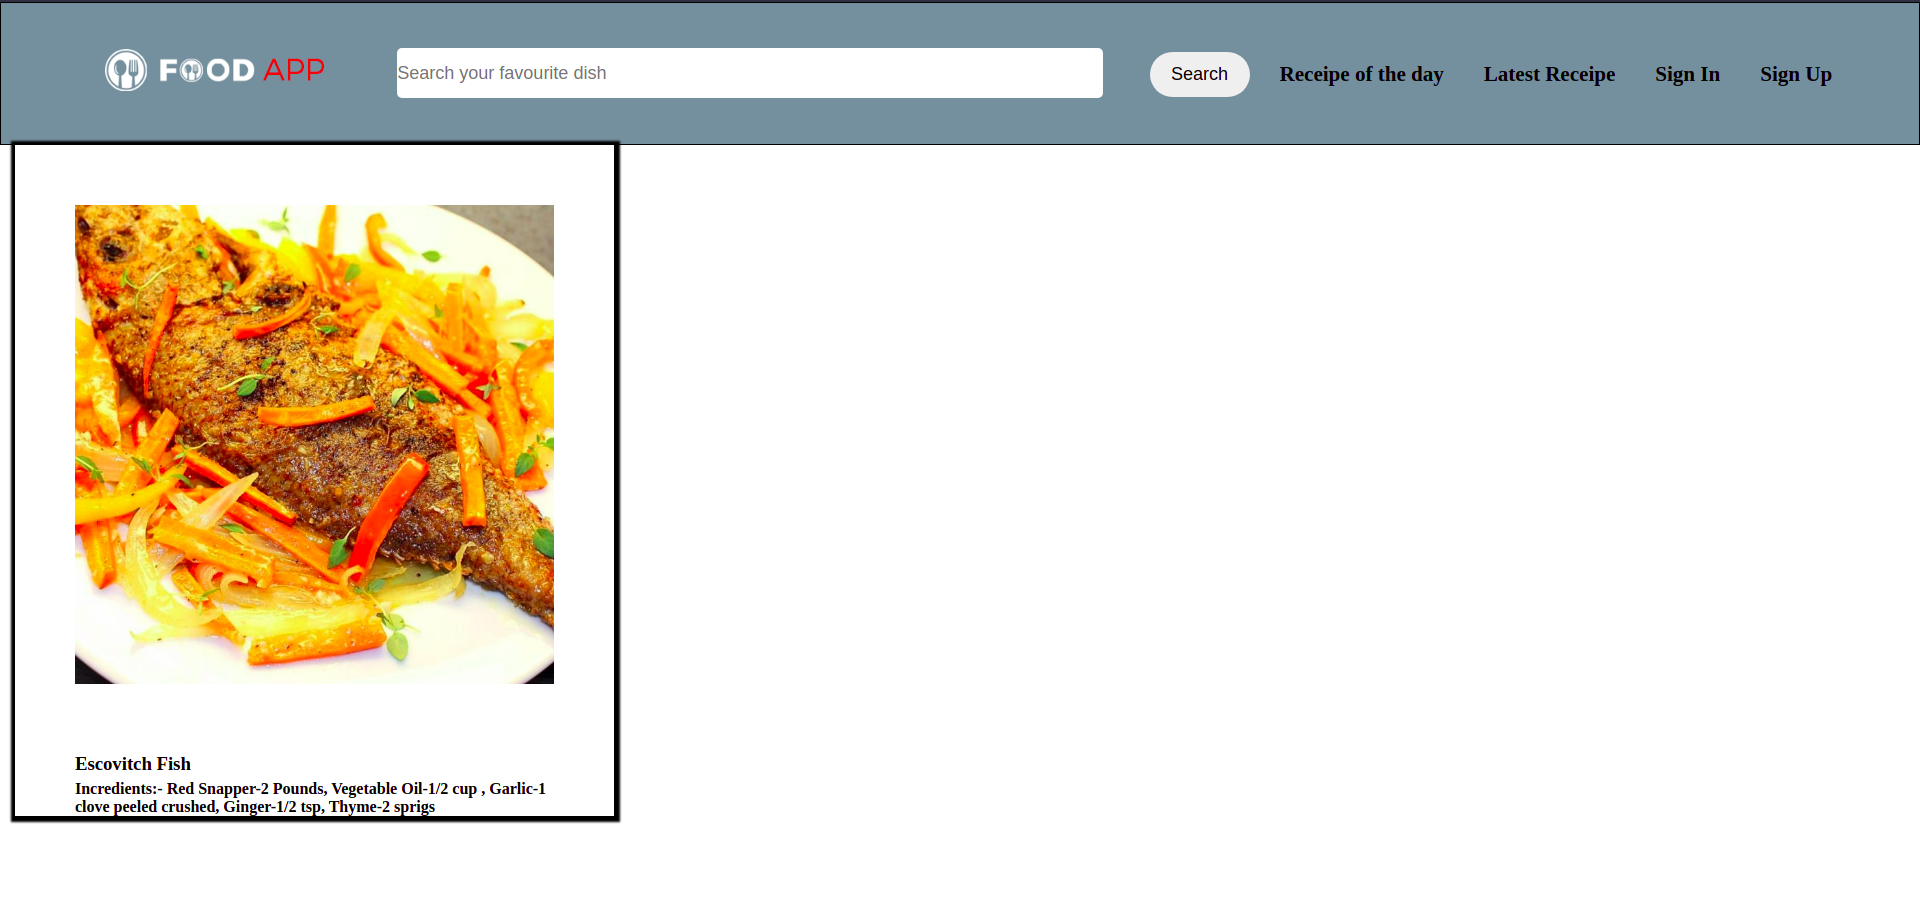 FOOD APP
Search your favourite dish
Search
Receipe of the day
Latest Receipe
Sign In
Sign Up
Escovitch Fish
Incredients:- Red Snapper-2 Pounds, Vegetable Oil-1/2 cup , Garlic-1
clove peeled crushed, Ginger-1/2 tsp, Thyme-2 sprigs